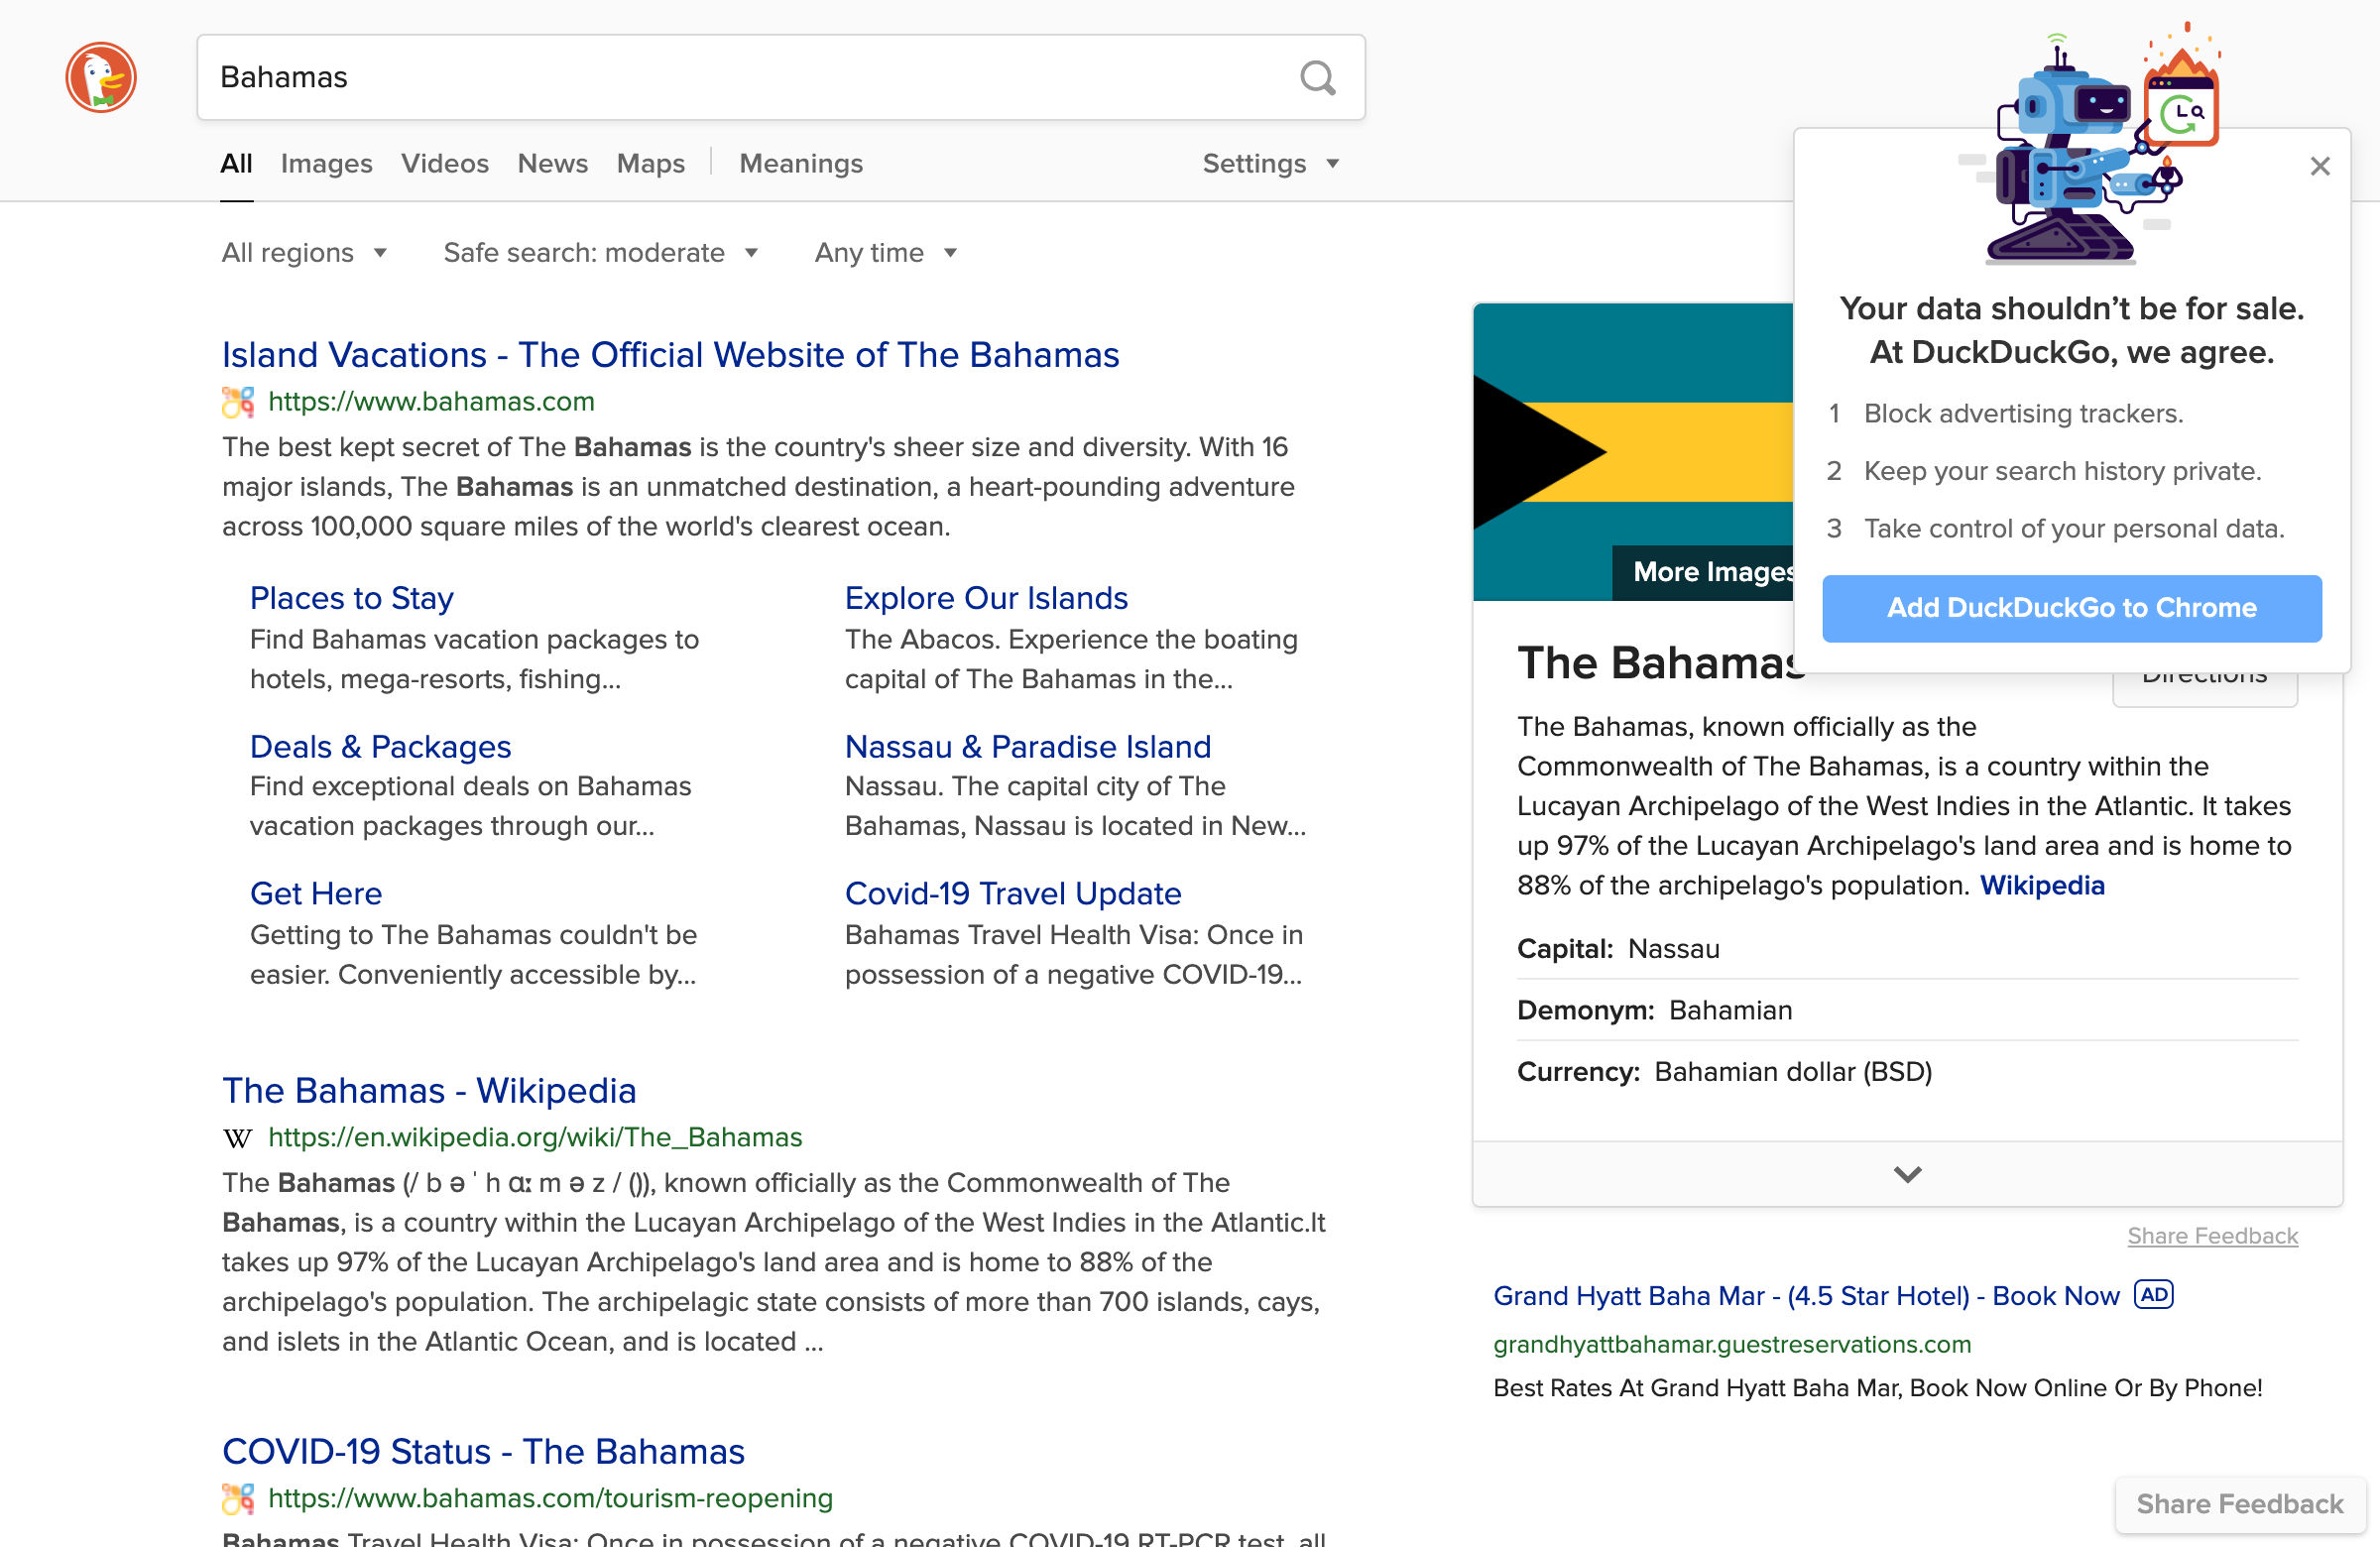 Bahamas
All Images Videos News Maps Meanings Settings
All regions Safe search: moderate Any time
Island Vacations - The Official Website of The Bahamas
https://www.bahamas.com
The best kept secret of The Bahamas is the country's sheer size and diversity. With 16
major islands, The Bahamas is an unmatched destination, a heart-pounding adventure
across 100,000 square miles of the world's clearest ocean.
Places to Stay
Find Bahamas vacation packages to
hotels, mega-resorts, fishing...
Explore Our Islands
The Abacos. Experience the boating
capital of The Bahamas in the...
Deals & Packages
Find exceptional deals on Bahamas
vacation packages through our...
Nassau & Paradise Island
Nassau. The capital city of The
Bahamas, Nassau is located in New...
Get Here
Getting to The Bahamas couldn't be
easier. Conveniently accessible by...
Covid-19 Travel Update
Bahamas Travel Health Visa: Once in
possession of a negative COVID-19...
The Bahamas - Wikipedia
W https://en.wikipedia.org/wiki/The_Bahamas
The Bahamas (/ b ə ˈ h ɑː m ə z / ()), known officially as the Commonwealth of The
Bahamas, is a country within the Lucayan Archipelago of the West Indies in the Atlantic.It
takes up 97% of the Lucayan Archipelago's land area and is home to 88% of the
archipelago's population. The archipelagic state consists of more than 700 islands, cays,
and islets in the Atlantic Ocean, and is located ...
COVID-19 Status - The Bahamas
https://www.bahamas.com/tourism-reopening
Bahamas Travel Health Visa: Once in possession of a negative COVID-19 RT-PCR test, all
Your data shouldn't be for sale.
At DuckDuckGo, we agree.
1 Block advertising trackers.
2 Keep your search history private.
3 Take control of your personal data.
Add DuckDuckGo to Chrome
More Images
The Bahamas
Directions
The Bahamas, known officially as the
Commonwealth of The Bahamas, is a country within the
Lucayan Archipelago of the West Indies in the Atlantic. It takes
up 97% of the Lucayan Archipelago's land area and is home to
88% of the archipelago's population. Wikipedia
Capital: Nassau
Demonym: Bahamian
Currency: Bahamian dollar (BSD)
Share Feedback
Grand Hyatt Baha Mar - (4.5 Star Hotel) - Book Now AD
grandhyattbahamar.guestreservations.com
Best Rates At Grand Hyatt Baha Mar, Book Now Online Or By Phone!
Share Feedback